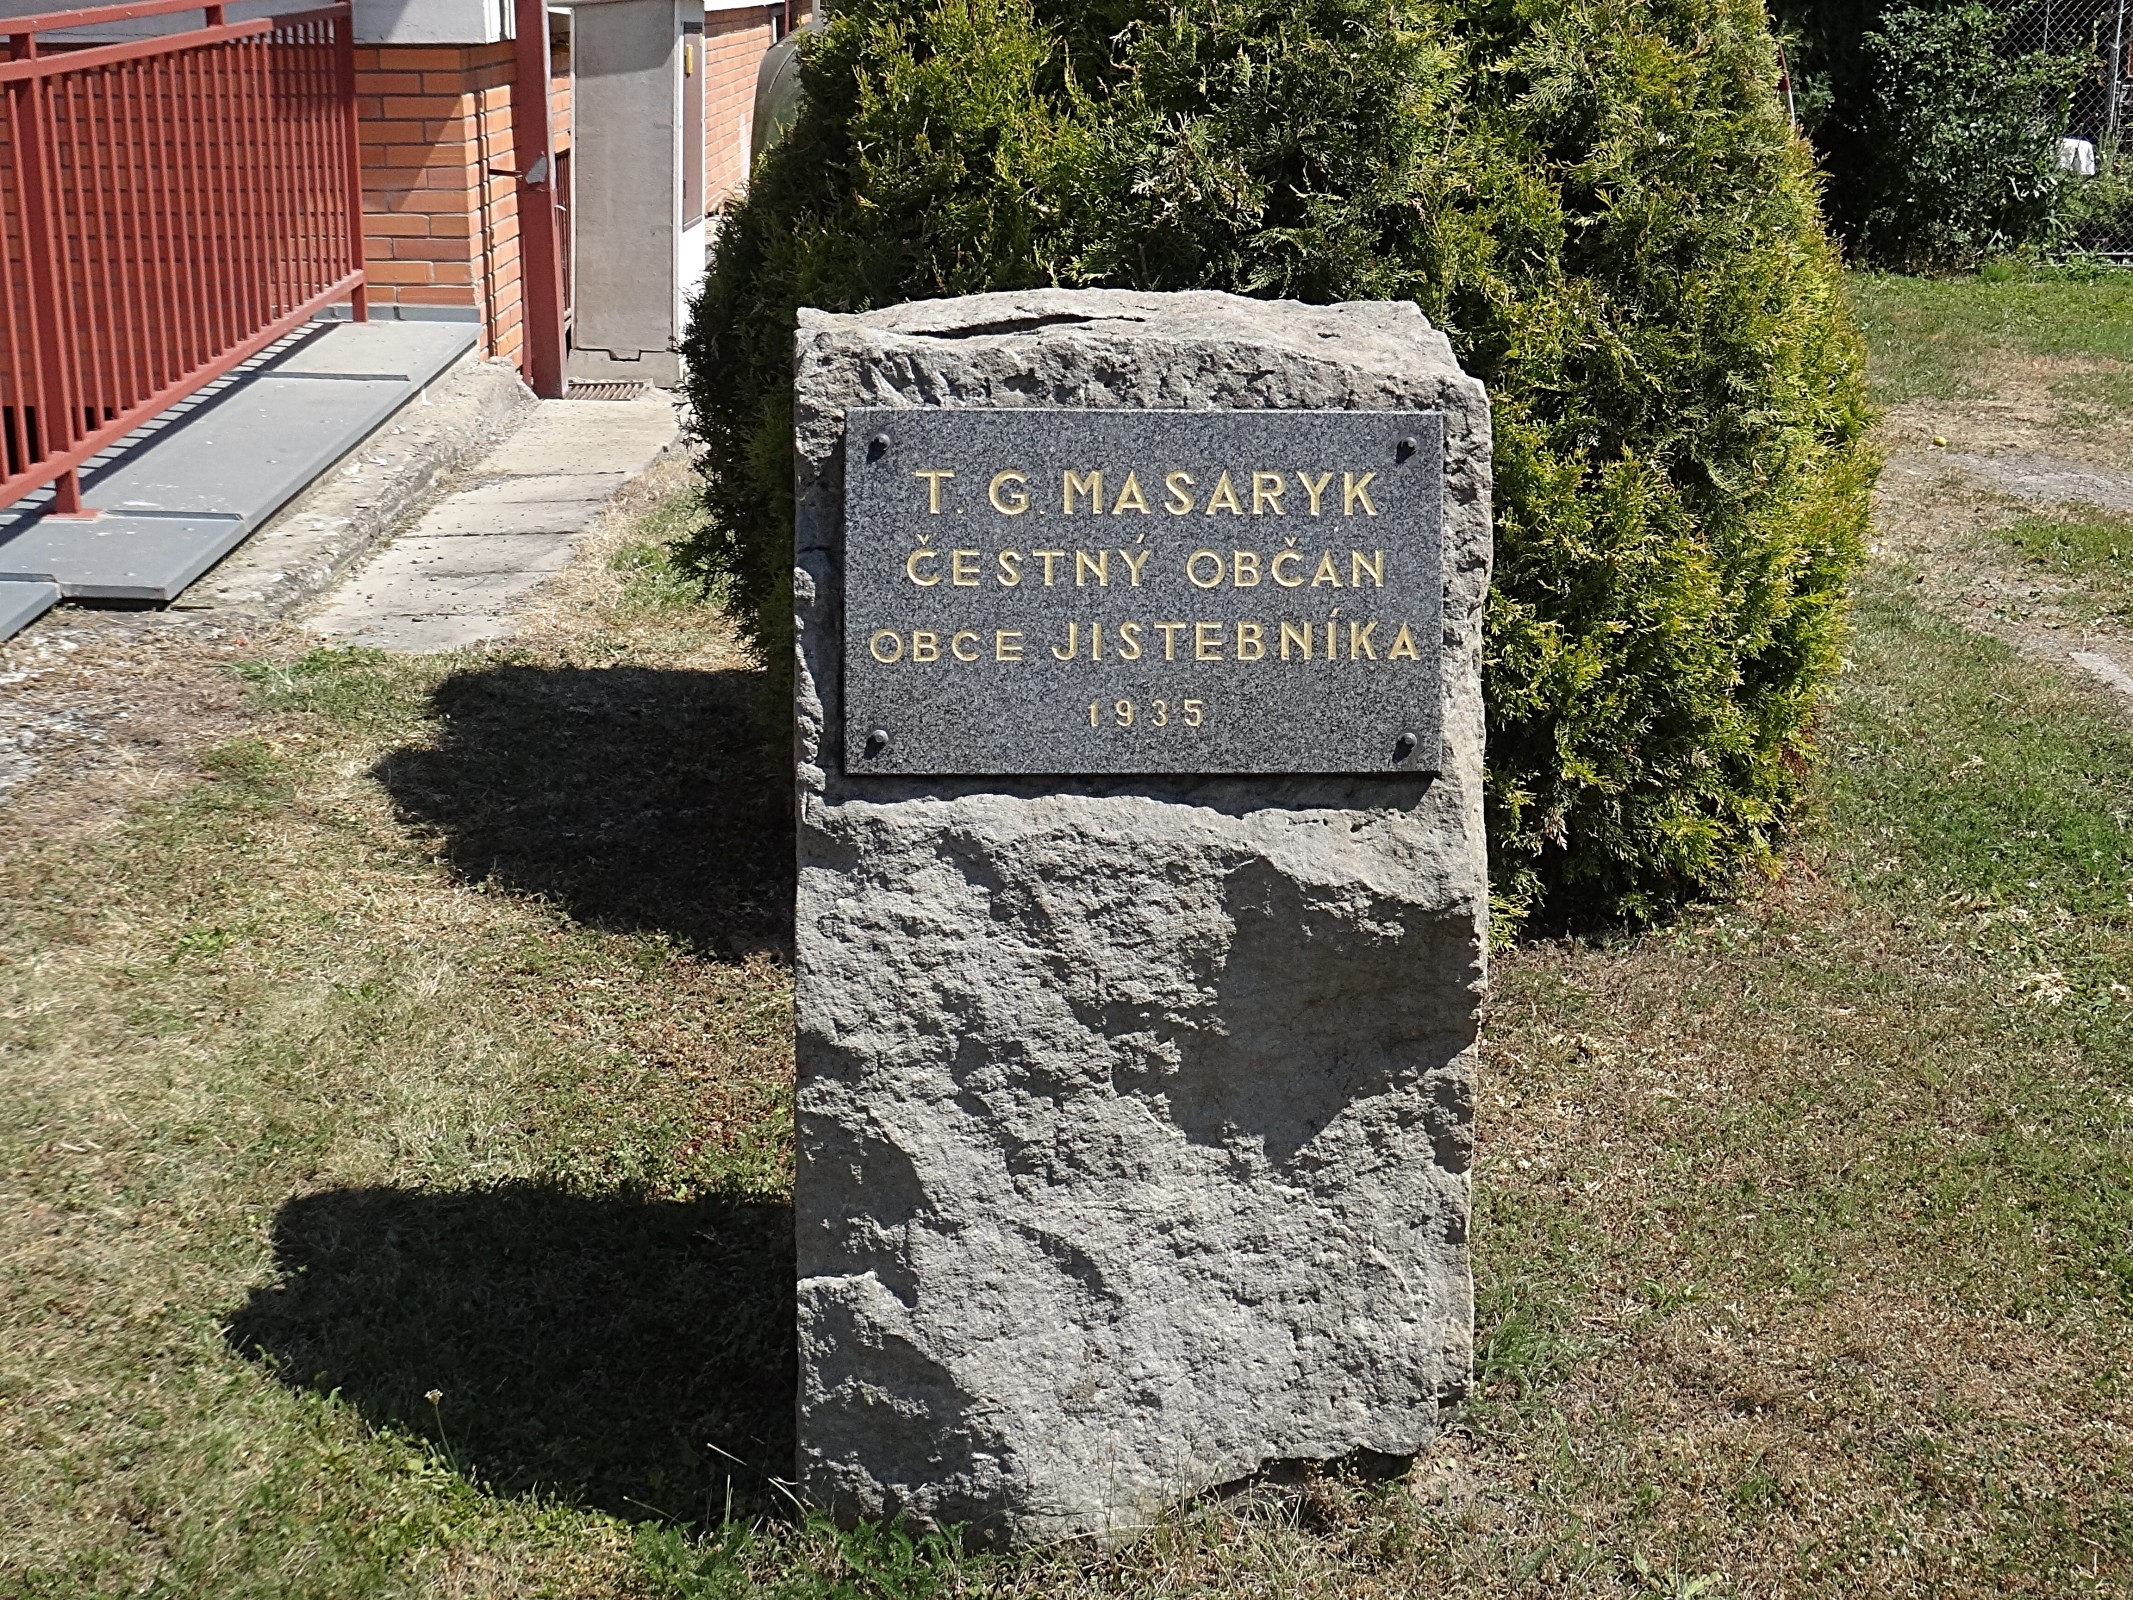 T. G. MASARYK
ČESTNÝ OBČAN
OBCE JISTEBNÍKA
1935